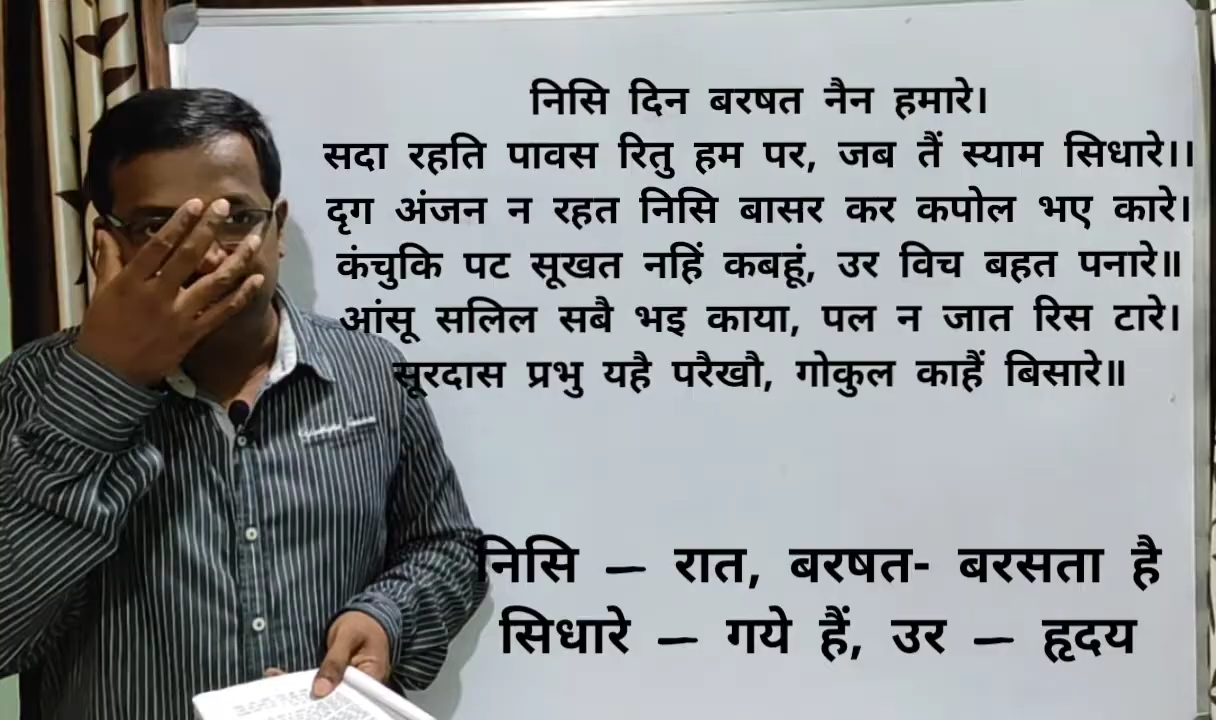 निसि दिन बरषत नैन हमारे।
सदा रहति पावस रितु हम पर, जब तैं स्याम सिधारे।।
दृग अंजन न रहत निसि बासर कर कपोल भए कारे।
कंचुकि पट सूखत नहिं कबहूं, उर विच बहत पनारे॥
आंसू सलिल सबै भइ काया, पल न जात रिस टारे।
सूरदास प्रभु यहै परैखौ, गोकुल काहैं बिसारे॥
निसि – रात, बरषत- बरसता है
सिधारे – गये हैं, उर – हृदय